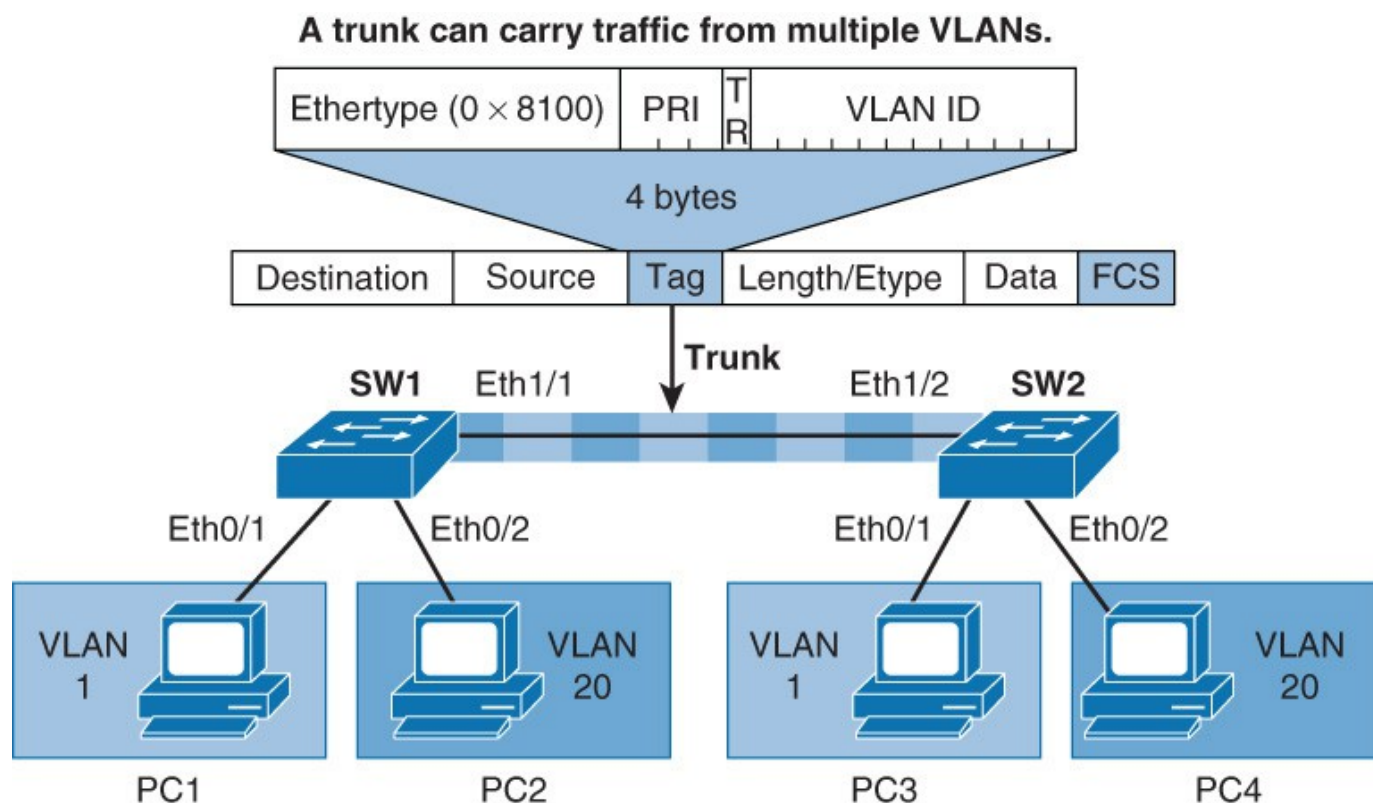 A trunk can carry traffic from multiple VLANs.
Ethertype (0 × 8100) PRI TR VLAN ID
4 bytes
Destination Source Tag Length/Etype Data FCS
Trunk
SW1 Eth1/1 Eth1/2 SW2
Eth0/1 Eth0/2 Eth0/1 Eth0/2
VLAN 1 VLAN 20 VLAN 1 VLAN 20
PC1 PC2 PC3 PC4